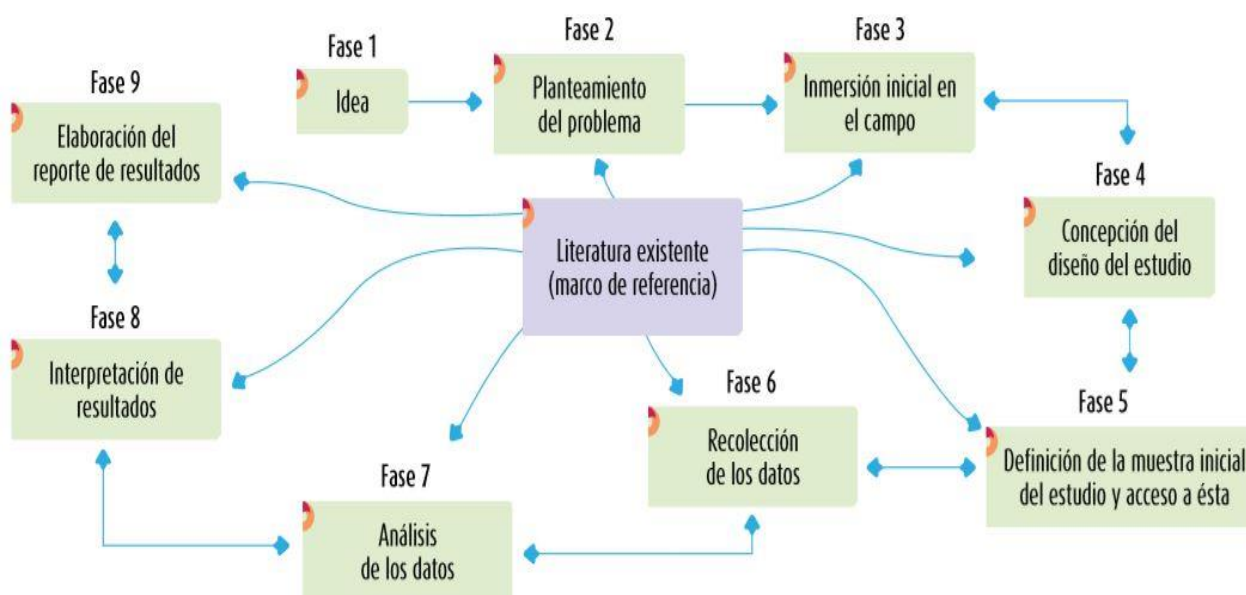 Fase 1
Idea
Fase 2
Planteamiento
del problema
Fase 3
Inmersión inicial en
el campo
Fase 4
Concepción del
diseño del estudio
Fase 5
Definición de la muestra inicial
del estudio y acceso a ésta
Fase 6
Recolección
de los datos
Fase 7
Análisis
de los datos
Fase 8
Interpretación de
resultados
Fase 9
Elaboración del
reporte de resultados
Literatura existente
(marco de referencia)